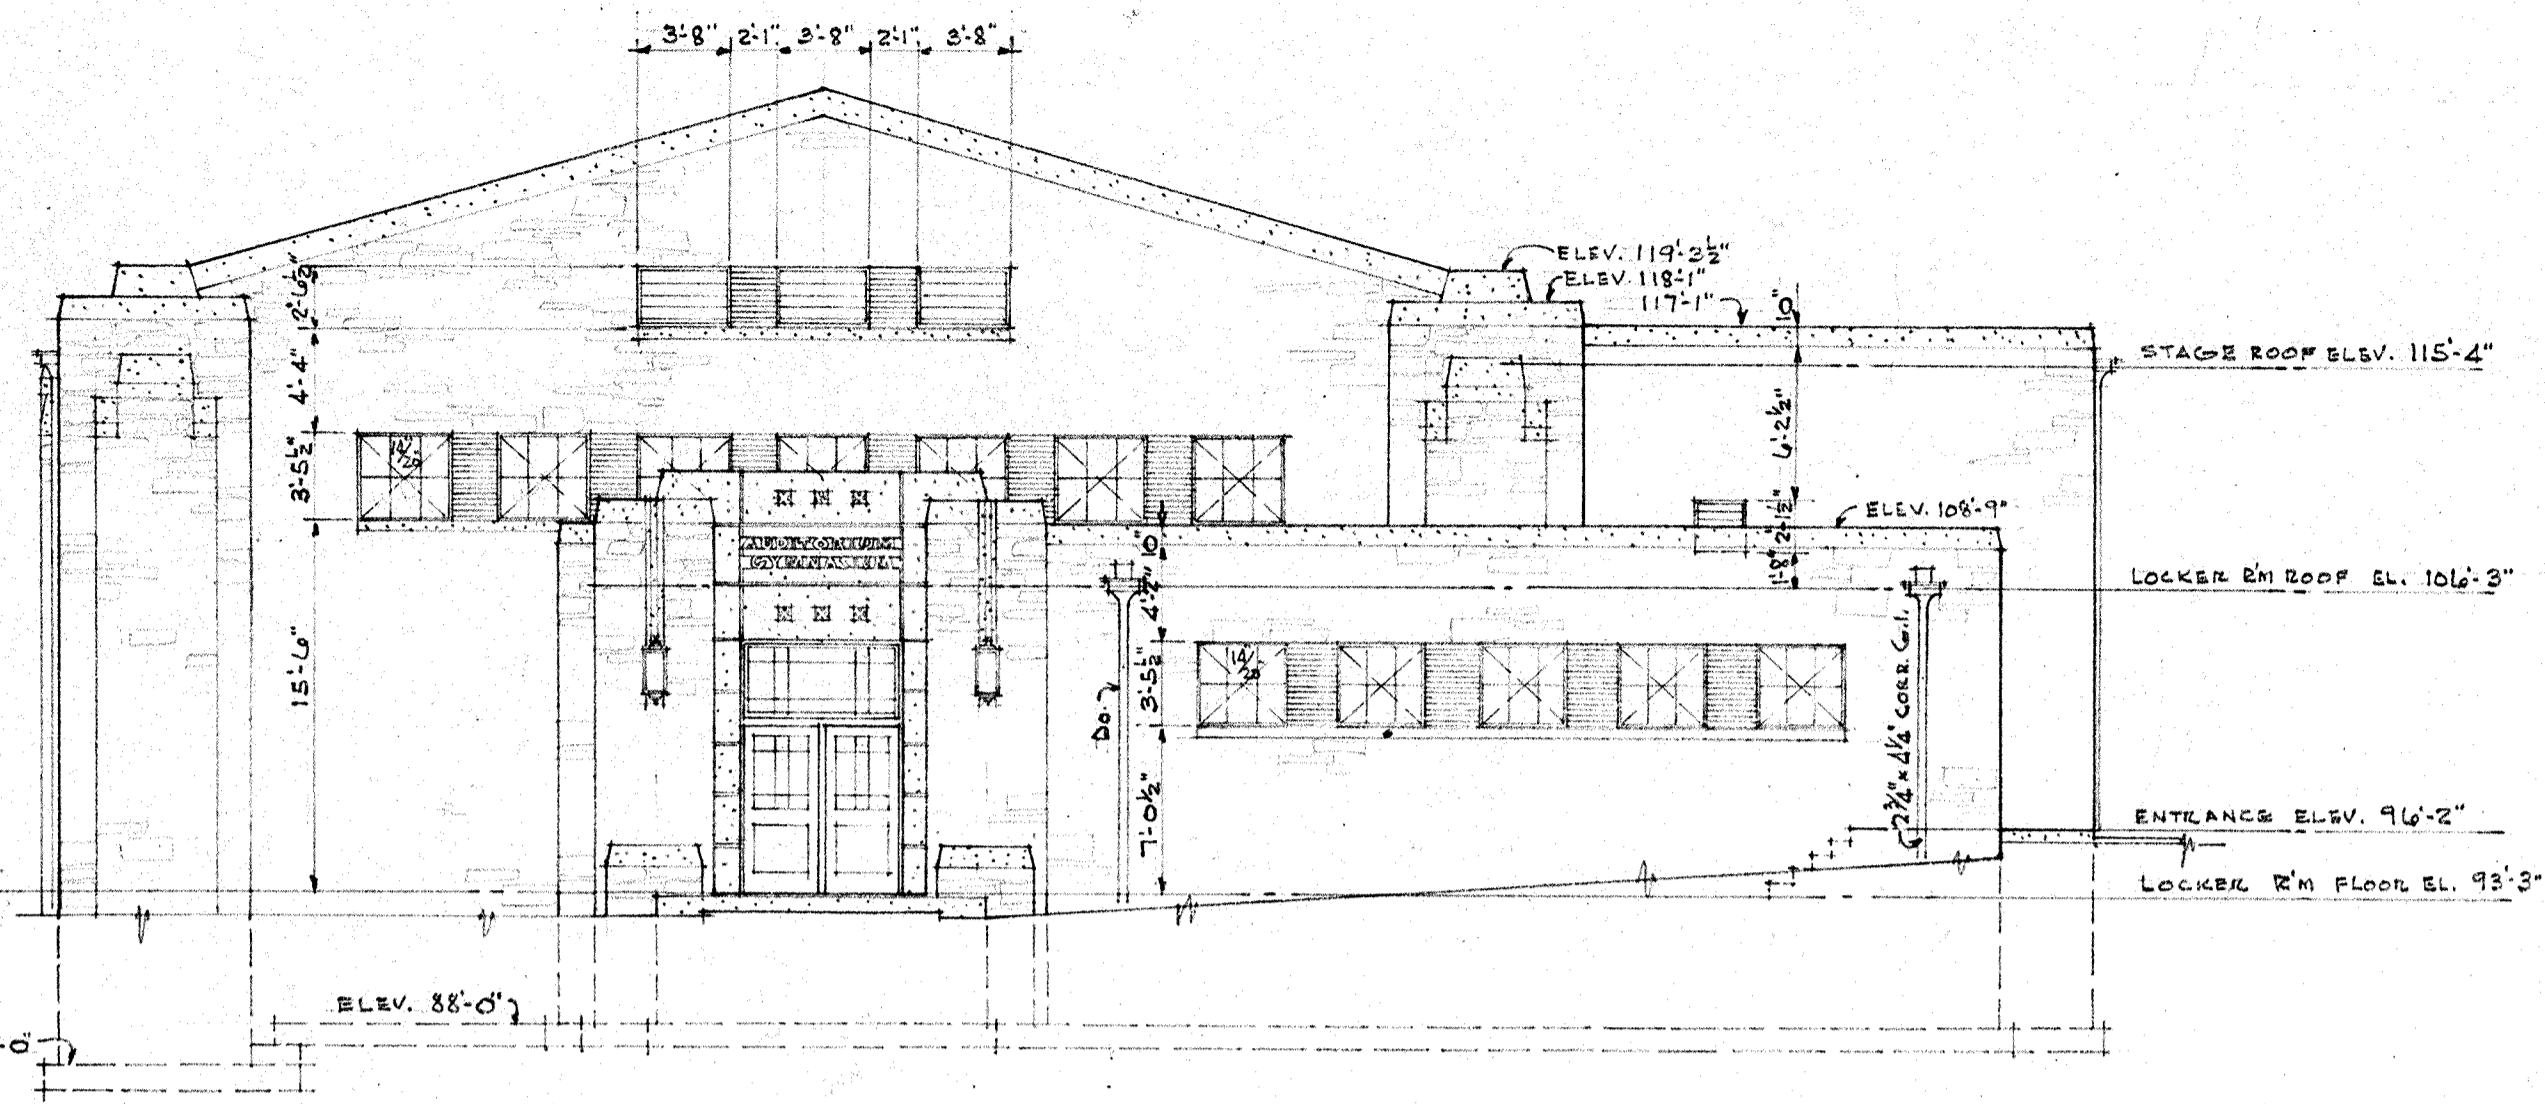 3'-8" 2'-1" 3'-8" 2'-1" 3'-8"
ELEV. 119'-3½"
ELEV. 118'-1"
117'-1"
10"
2'-6½"
STAGE ROOF ELEV. 115'-4"
4'-4"
6'-2½"
3'-5½"
14/20
2'-1½"
ELEV. 108'-9"
AUDITORIUM
GYMNASIUM
10"
1'-8"
LOCKER R'M ROOF EL. 106'-3"
4'-2"
15'-6"
3'-5½"
14/20
DO.
2¾" x 4¼" CORR. G.I.
7'-0½"
ENTRANCE ELEV. 96'-2"
LOCKER R'M FLOOR EL. 93'-3"
ELEV. 88'-0"